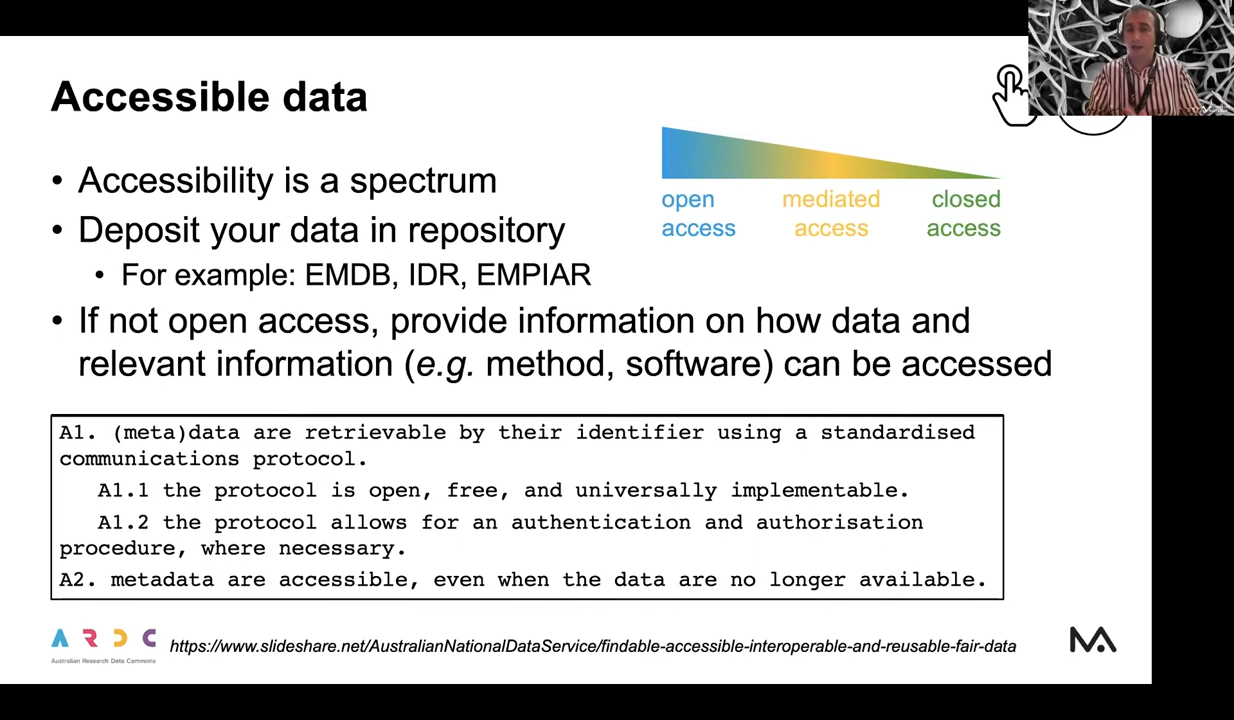 Accessible data
• Accessibility is a spectrum
• Deposit your data in repository
• For example: EMDB, IDR, EMPIAR
• If not open access, provide information on how data and
relevant information (e.g. method, software) can be accessed
open mediated closed
access access access
A1. (meta)data are retrievable by their identifier using a standardised
communications protocol.
A1.1 the protocol is open, free, and universally implementable.
A1.2 the protocol allows for an authentication and authorisation
procedure, where necessary.
A2. metadata are accessible, even when the data are no longer available.
ARDC
Australian Research Data Commons
https://www.slideshare.net/AustralianNationalDataService/findable-accessible-interoperable-and-reusable-fair-data